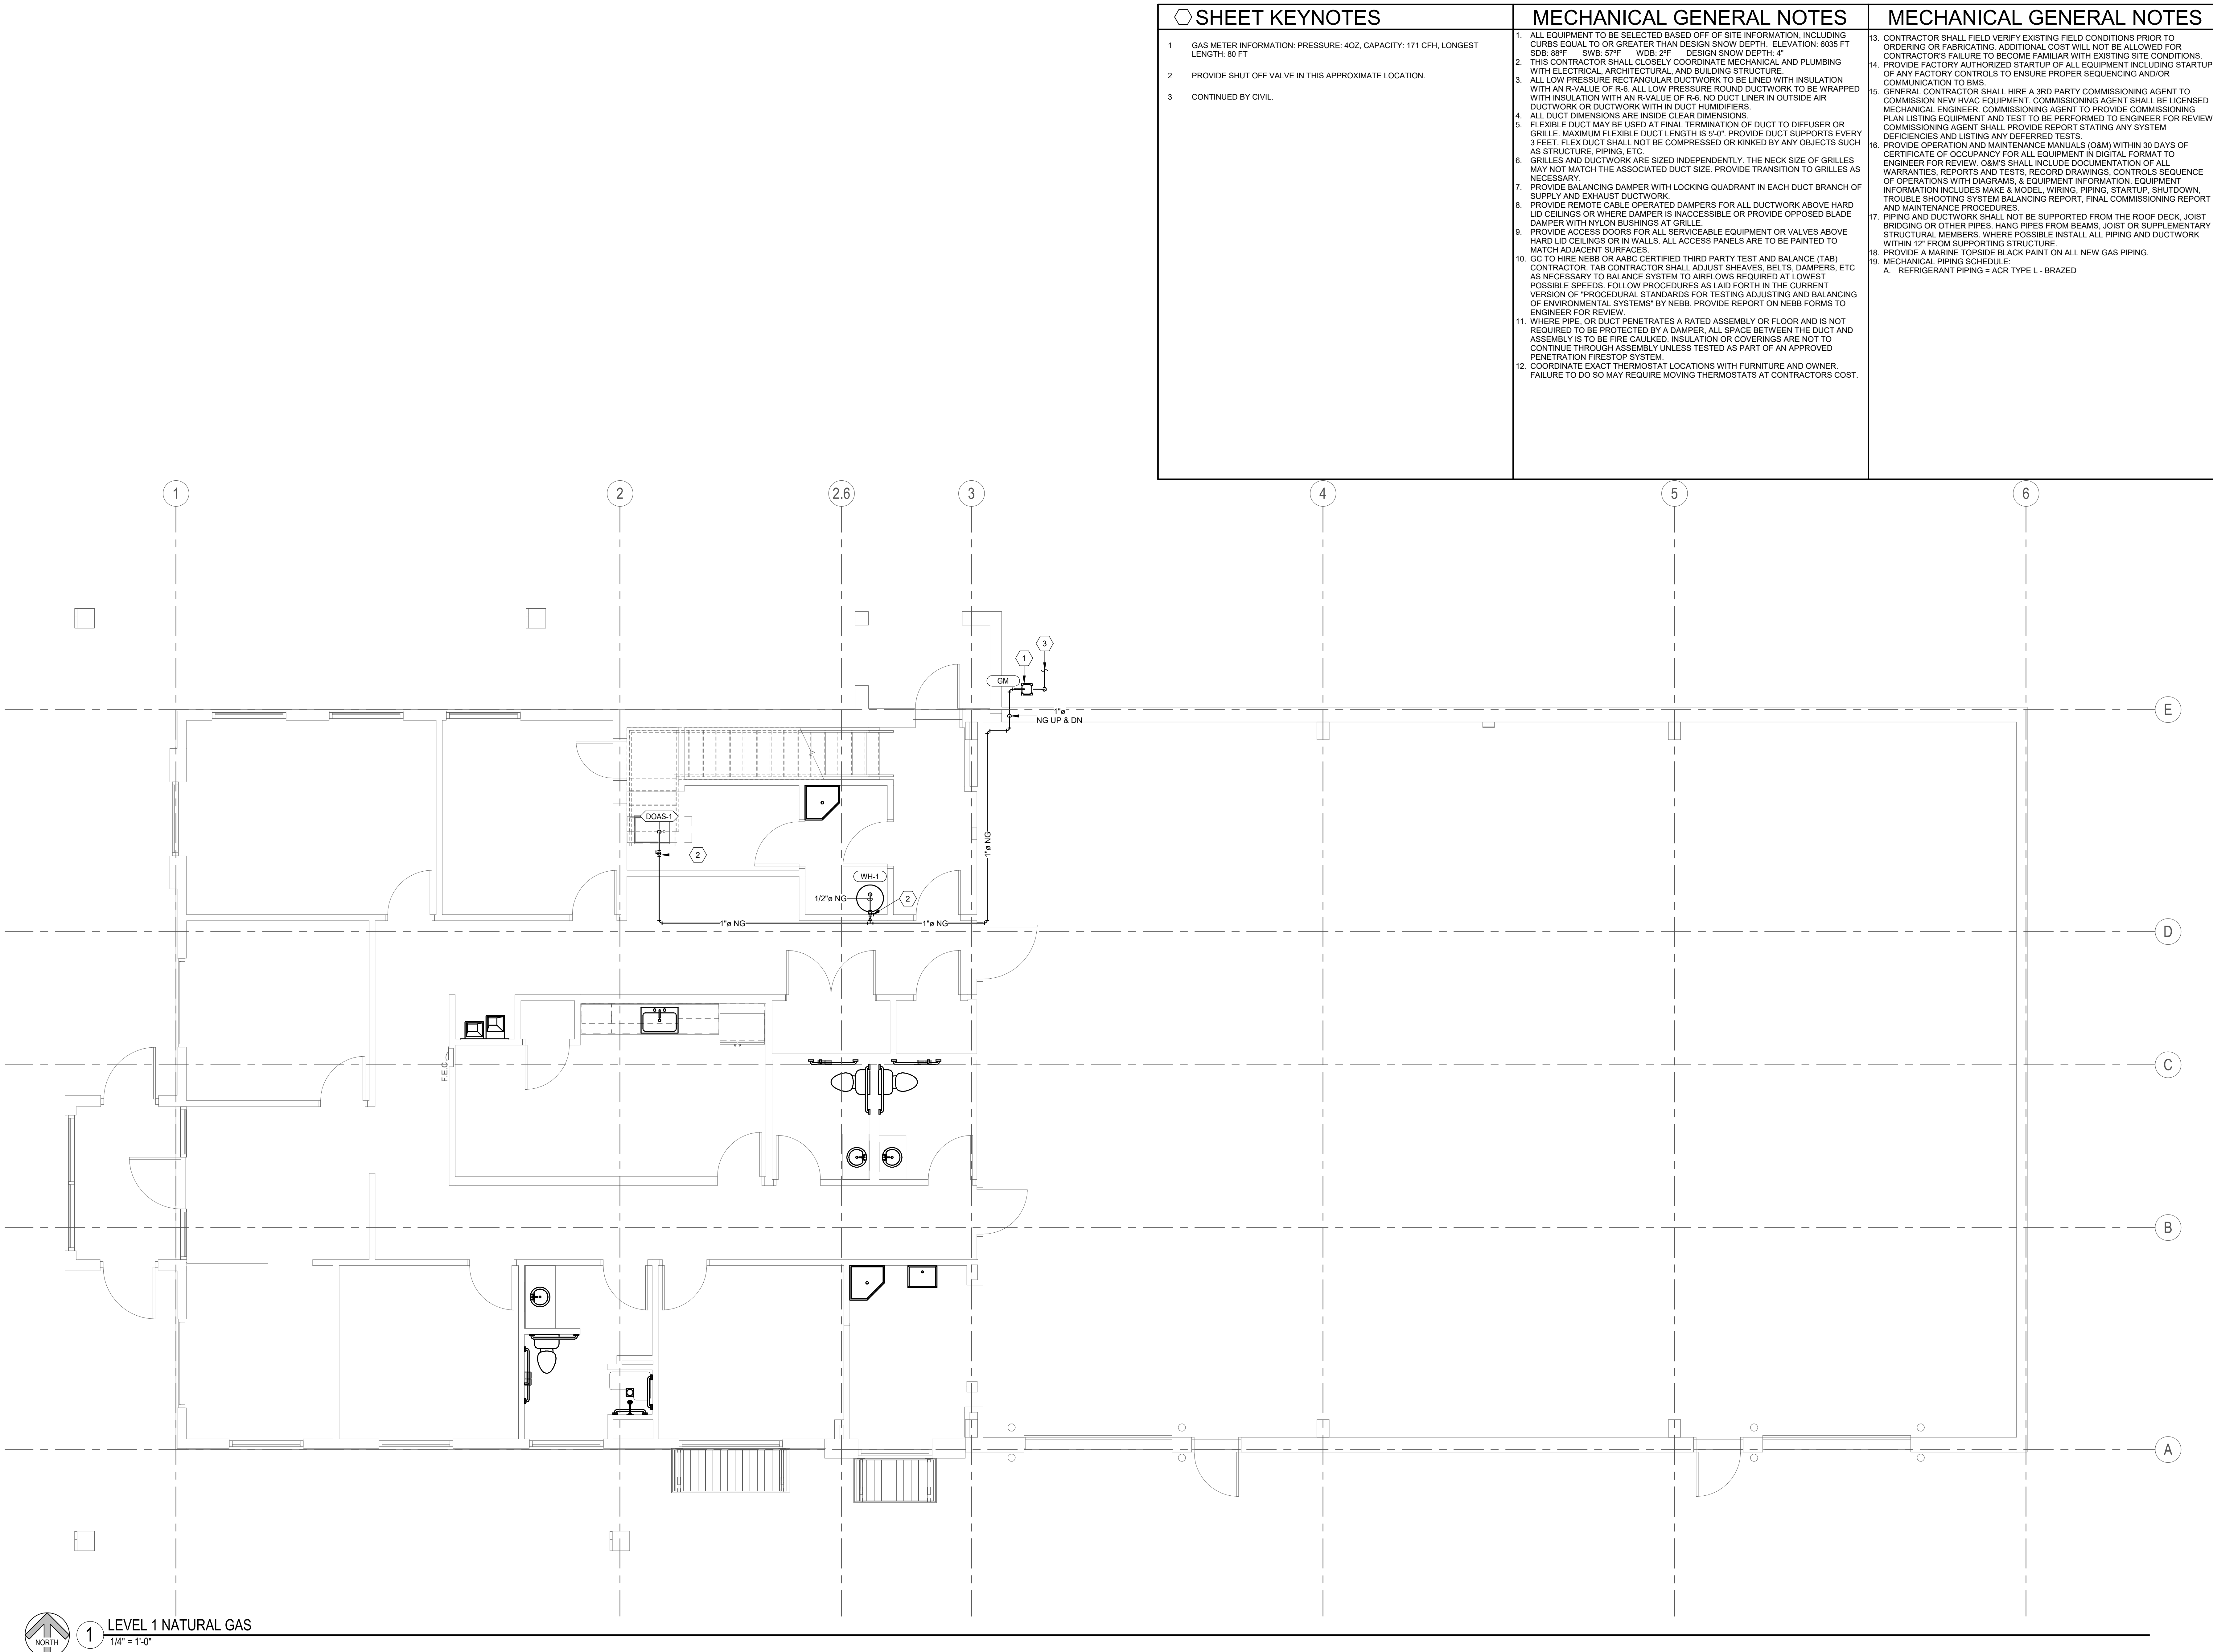 SHEET KEYNOTES
1 GAS METER INFORMATION: PRESSURE: 4OZ, CAPACITY: 171 CFH, LONGEST
LENGTH: 80 FT
2 PROVIDE SHUT OFF VALVE IN THIS APPROXIMATE LOCATION.
3 CONTINUED BY CIVIL.
MECHANICAL GENERAL NOTES
1. ALL EQUIPMENT TO BE SELECTED BASED OFF OF SITE INFORMATION, INCLUDING
CURBS EQUAL TO OR GREATER THAN DESIGN SNOW DEPTH. ELEVATION: 6035 FT
SDB: 88°F SWB: 57°F WDB: 2°F DESIGN SNOW DEPTH: 4"
2. THIS CONTRACTOR SHALL CLOSELY COORDINATE MECHANICAL AND PLUMBING
WITH ELECTRICAL, ARCHITECTURAL, AND BUILDING STRUCTURE.
3. ALL LOW PRESSURE RECTANGULAR DUCTWORK TO BE LINED WITH INSULATION
WITH AN R-VALUE OF R-6. ALL LOW PRESSURE ROUND DUCTWORK TO BE WRAPPED
WITH INSULATION WITH AN R-VALUE OF R-6. NO DUCT LINER IN OUTSIDE AIR
DUCTWORK OR DUCTWORK WITH IN DUCT HUMIDIFIERS.
4. ALL DUCT DIMENSIONS ARE INSIDE CLEAR DIMENSIONS.
5. FLEXIBLE DUCT MAY BE USED AT FINAL TERMINATION OF DUCT TO DIFFUSER OR
GRILLE. MAXIMUM FLEXIBLE DUCT LENGTH IS 5'-0". PROVIDE DUCT SUPPORTS EVERY
3 FEET. FLEX DUCT SHALL NOT BE COMPRESSED OR KINKED BY ANY OBJECTS SUCH
AS STRUCTURE, PIPING, ETC.
6. GRILLES AND DUCTWORK ARE SIZED INDEPENDENTLY. THE NECK SIZE OF GRILLES
MAY NOT MATCH THE ASSOCIATED DUCT SIZE. PROVIDE TRANSITION TO GRILLES AS
NECESSARY.
7. PROVIDE BALANCING DAMPER WITH LOCKING QUADRANT IN EACH DUCT BRANCH OF
SUPPLY AND EXHAUST DUCTWORK.
8. PROVIDE REMOTE CABLE OPERATED DAMPERS FOR ALL DUCTWORK ABOVE HARD
LID CEILINGS OR WHERE DAMPER IS INACCESSIBLE OR PROVIDE OPPOSED BLADE
DAMPER WITH NYLON BUSHINGS AT GRILLE.
9. PROVIDE ACCESS DOORS FOR ALL SERVICEABLE EQUIPMENT OR VALVES ABOVE
HARD LID CEILINGS OR IN WALLS. ALL ACCESS PANELS ARE TO BE PAINTED TO
MATCH ADJACENT SURFACES.
10. GC TO HIRE NEBB OR AABC CERTIFIED THIRD PARTY TEST AND BALANCE (TAB)
CONTRACTOR. TAB CONTRACTOR SHALL ADJUST SHEAVES, BELTS, DAMPERS, ETC
AS NECESSARY TO BALANCE SYSTEM TO AIRFLOWS REQUIRED AT LOWEST
POSSIBLE SPEEDS. FOLLOW PROCEDURES AS LAID FORTH IN THE CURRENT
VERSION OF "PROCEDURAL STANDARDS FOR TESTING ADJUSTING AND BALANCING
OF ENVIRONMENTAL SYSTEMS" BY NEBB. PROVIDE REPORT ON NEBB FORMS TO
ENGINEER FOR REVIEW.
11. WHERE PIPE, OR DUCT PENETRATES A RATED ASSEMBLY OR FLOOR AND IS NOT
REQUIRED TO BE PROTECTED BY A DAMPER, ALL SPACE BETWEEN THE DUCT AND
ASSEMBLY IS TO BE FIRE CAULKED. INSULATION OR COVERINGS ARE NOT TO
CONTINUE THROUGH ASSEMBLY UNLESS TESTED AS PART OF AN APPROVED
PENETRATION FIRESTOP SYSTEM.
12. COORDINATE EXACT THERMOSTAT LOCATIONS WITH FURNITURE AND OWNER.
FAILURE TO DO SO MAY REQUIRE MOVING THERMOSTATS AT CONTRACTORS COST.
MECHANICAL GENERAL NOTES
13. CONTRACTOR SHALL FIELD VERIFY EXISTING FIELD CONDITIONS PRIOR TO
ORDERING OR FABRICATING. ADDITIONAL COST WILL NOT BE ALLOWED FOR
CONTRACTOR'S FAILURE TO BECOME FAMILIAR WITH EXISTING SITE CONDITIONS.
14. PROVIDE FACTORY AUTHORIZED STARTUP OF ALL EQUIPMENT INCLUDING STARTUP
OF ANY FACTORY CONTROLS TO ENSURE PROPER SEQUENCING AND/OR
COMMUNICATION TO BMS.
15. GENERAL CONTRACTOR SHALL HIRE A 3RD PARTY COMMISSIONING AGENT TO
COMMISSION NEW HVAC EQUIPMENT. COMMISSIONING AGENT SHALL BE LICENSED
MECHANICAL ENGINEER. COMMISSIONING AGENT TO PROVIDE COMMISSIONING
PLAN LISTING EQUIPMENT AND TEST TO BE PERFORMED TO ENGINEER FOR REVIEW
COMMISSIONING AGENT SHALL PROVIDE REPORT STATING ANY SYSTEM
DEFICIENCIES AND LISTING ANY DEFERRED TESTS.
16. PROVIDE OPERATION AND MAINTENANCE MANUALS (O&M) WITHIN 30 DAYS OF
CERTIFICATE OF OCCUPANCY FOR ALL EQUIPMENT IN DIGITAL FORMAT TO
ENGINEER FOR REVIEW. O&M'S SHALL INCLUDE DOCUMENTATION OF ALL
WARRANTIES, REPORTS AND TESTS, RECORD DRAWINGS, CONTROLS SEQUENCE
OF OPERATIONS WITH DIAGRAMS, & EQUIPMENT INFORMATION. EQUIPMENT
INFORMATION INCLUDES MAKE & MODEL, WIRING, PIPING, STARTUP, SHUTDOWN,
TROUBLE SHOOTING SYSTEM BALANCING REPORT, FINAL COMMISSIONING REPORT
AND MAINTENANCE PROCEDURES.
17. PIPING AND DUCTWORK SHALL NOT BE SUPPORTED FROM THE ROOF DECK, JOIST
BRIDGING OR OTHER PIPES. HANG PIPES FROM BEAMS, JOIST OR SUPPLEMENTARY
STRUCTURAL MEMBERS. WHERE POSSIBLE INSTALL ALL PIPING AND DUCTWORK
WITHIN 12" FROM SUPPORTING STRUCTURE.
18. PROVIDE A MARINE TOPSIDE BLACK PAINT ON ALL NEW GAS PIPING.
19. MECHANICAL PIPING SCHEDULE:
A. REFRIGERANT PIPING = ACR TYPE L - BRAZED
1 2 2.6 3 4 5 6
3
1
GM
E
1"ø
NG UP & DN
DOAS-1
1"ø NG
2
WH-1
1/2"ø NG
2
1"ø NG
1"ø NG
D
F.E.C.
C
B
A
NORTH
1
LEVEL 1 NATURAL GAS
1/4" = 1'-0"